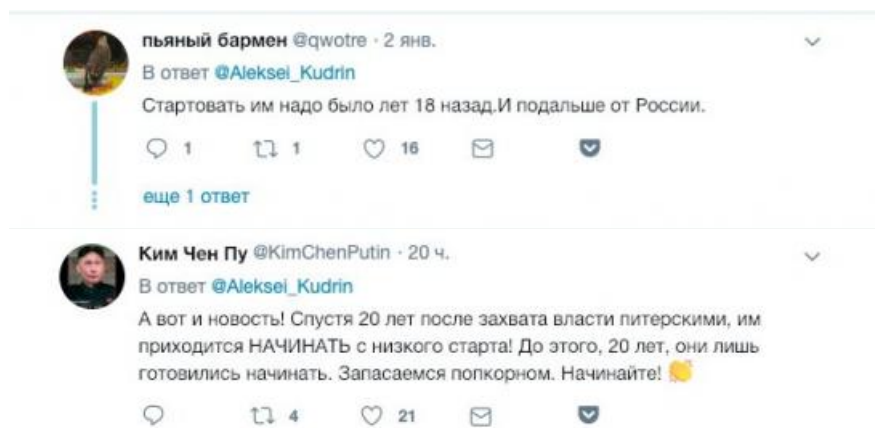 пьяный бармен @qwotre · 2 янв.
В ответ @Aleksei_Kudrin
Стартовать им надо было лет 18 назад.И подальше от России.
1 1 16
еще 1 ответ
Ким Чен Пу @KimChenPutin · 20 ч.
В ответ @Aleksei_Kudrin
А вот и новость! Спустя 20 лет после захвата власти питерскими, им
приходится НАЧИНАТЬ с низкого старта! До этого, 20 лет, они лишь
готовились начинать. Запасаемся попкорном. Начинайте! 👏
4 21